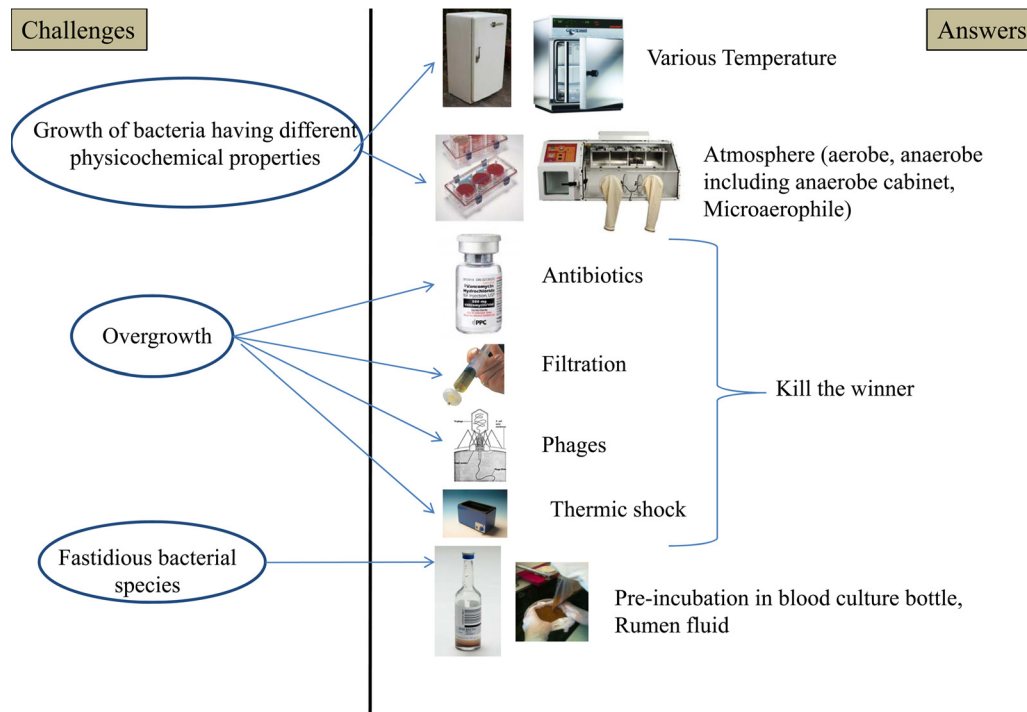 Challenges
Answers
Growth of bacteria having different
physicochemical properties
Various Temperature
Atmosphere (aerobe, anaerobe
including anaerobe cabinet,
Microaerophile)
Overgrowth
Antibiotics
PPC
Filtration
Phages
Thermic shock
Kill the winner
Fastidious bacterial
species
Pre-incubation in blood culture bottle,
Rumen fluid